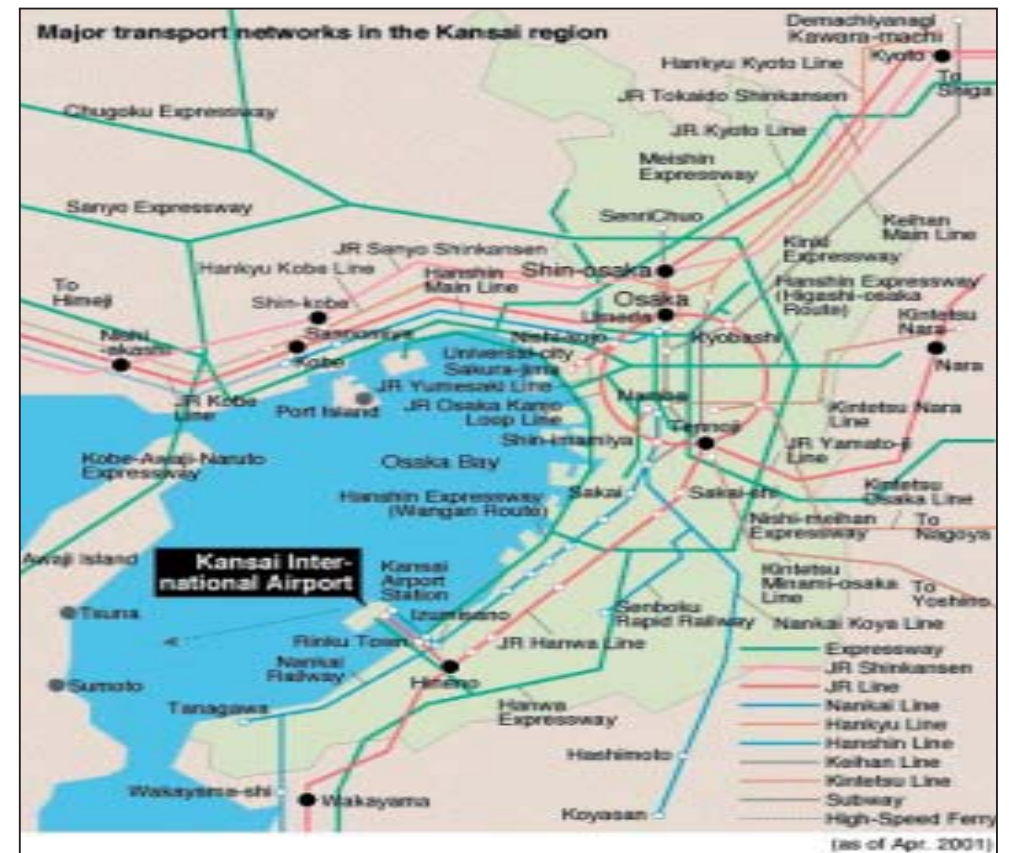 Major transport networks in the Kansai region
Demachiyanagi
Kawara-machi
Kyoto
To
Shiga
Hankyu Kyoto Line
JR Tokaido Shinkansen
JR Kyoto Line
Chugoku Expressway
Meishin
Expressway
Sanyo Expressway
SenriChuo
Keihan
Main Line
Kinki
Expressway
JR Sanyo Shinkansen
Hankyu Kobe Line
Hanshin
Main Line
Shin-osaka
Hanshin Expressway
(Higashi-osaka
Route)
To
Himeji
Shin-kobe
Osaka
Umeda
Kintetsu
Nara
Nishi
-akashi
Sannomiya
Kobe
Nishi-kujo
Kyobashi
Universal-city
Sakura-jima
Nara
JR Yumesaki Line
JR Kobe
Line
Port Island
JR Osaka Kanjo
Loop Line
Namba
Kintetsu Nara
Line
Shin-imamiya
Tennoji
JR Yamato-ji
Line
Kobe-Awaji-Naruto
Expressway
Osaka Bay
Kintetsu
Osaka Line
Hanshin Expressway
(Wangan Route)
Sakai
Sakai-shi
Nishi-meihan
Expressway
To
Nagoya
Awaji Island
Kansai Inter-
national Airport
Kansai
Airport
Station
Kintetsu
Minami-osaka
Line
To
Yoshino
Tsuna
Izumisano
Senboku
Rapid Railway
Nankai Koya Line
Rinku Town
JR Hanwa Line
Nankai
Railway
Sumoto
Hineno
Tanagawa
Hanwa
Expressway
Hashimoto
Wakayama-shi
Wakayama
Koyasan
Expressway
JR Shinkansen
JR Line
Nankai Line
Hankyu Line
Hanshin Line
Keihan Line
Kintetsu Line
Subway
High-Speed Ferry
(as of Apr. 2001)